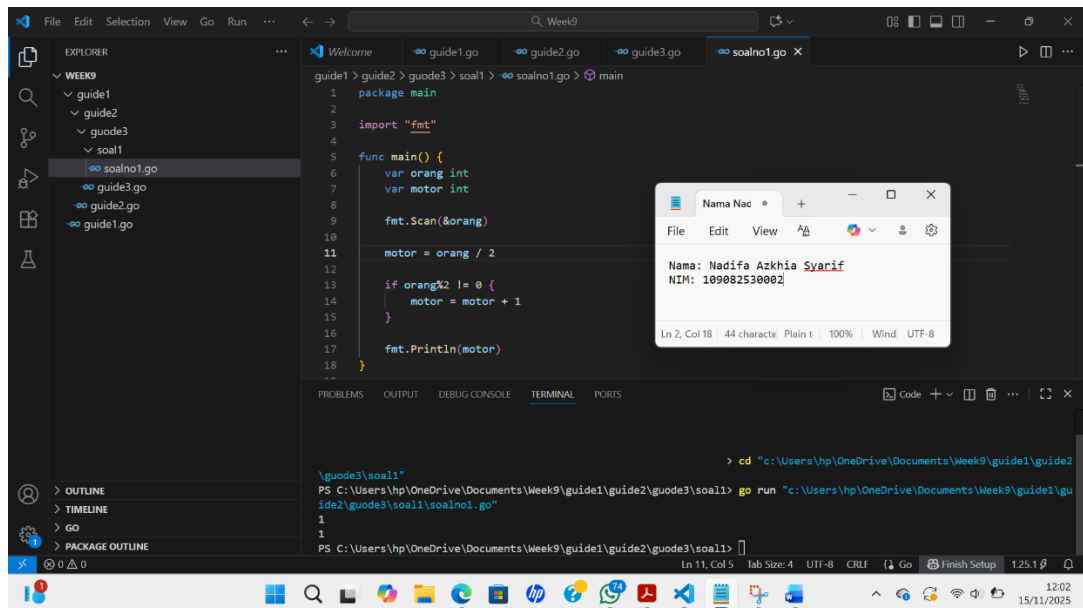 File Edit Selection View Go Run ··· Week9
EXPLORER ···
Welcome guide1.go guide2.go guide3.go soalno1.go
WEEK9
guide1 > guide2 > guode3 > soal1 > soalno1.go > main
guide1
guide2
guode3
soal1
soalno1.go
guide3.go
guide2.go
guide1.go
1 package main
2
3 import "fmt"
4
5 func main() {
6 var orang int
7 var motor int
8
9 fmt.Scan(&orang)
10
11 motor = orang / 2
12
13 if orang%2 != 0 {
14 motor = motor + 1
15 }
16
17 fmt.Println(motor)
18 }
Nama Nad
File Edit View
Nama: Nadifa Azkhia Syarif
NIM: 109082530002
Ln 2, Col 18 44 characte Plain t 100% Wind UTF-8
PROBLEMS OUTPUT DEBUG CONSOLE TERMINAL PORTS Code
> cd "c:\Users\hp\OneDrive\Documents\Week9\guide1\guide2
\guode3\soal1"
PS C:\Users\hp\OneDrive\Documents\Week9\guide1\guide2\guode3\soal1> go run "c:\Users\hp\OneDrive\Documents\Week9\guide1\gu
ide2\guode3\soal1\soalno1.go"
1
1
PS C:\Users\hp\OneDrive\Documents\Week9\guide1\guide2\guode3\soal1>
OUTLINE
TIMELINE
GO
PACKAGE OUTLINE
1
0 0 Ln 11, Col 5 Tab Size: 4 UTF-8 CRLF Go Finish Setup 1.25.1
1 hp 74 12:02
15/11/2025